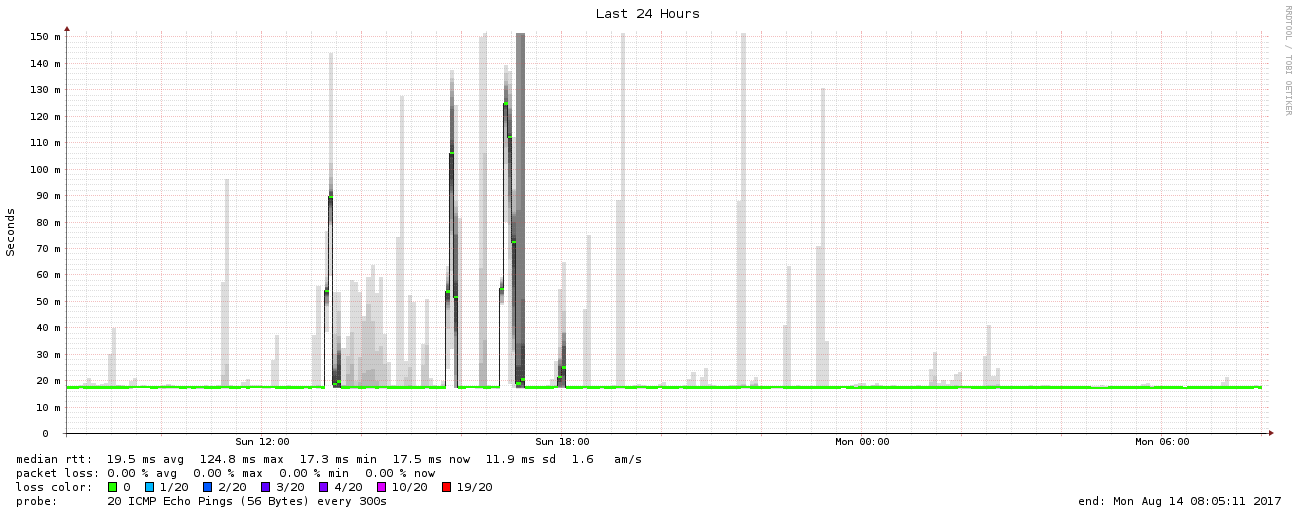 Last 24 Hours
RRDTOOL / TOBI OETIKER
Seconds
150 m
140 m
130 m
120 m
110 m
100 m
90 m
80 m
70 m
60 m
50 m
40 m
30 m
20 m
10 m
0
Sun 12:00 Sun 18:00 Mon 00:00 Mon 06:00
median rtt: 19.5 ms avg 124.8 ms max 17.3 ms min 17.5 ms now 11.9 ms sd 1.6 am/s
packet loss: 0.00 % avg 0.00 % max 0.00 % min 0.00 % now
loss color: 0 1/20 2/20 3/20 4/20 10/20 19/20
probe: 20 ICMP Echo Pings (56 Bytes) every 300s end: Mon Aug 14 08:05:11 2017